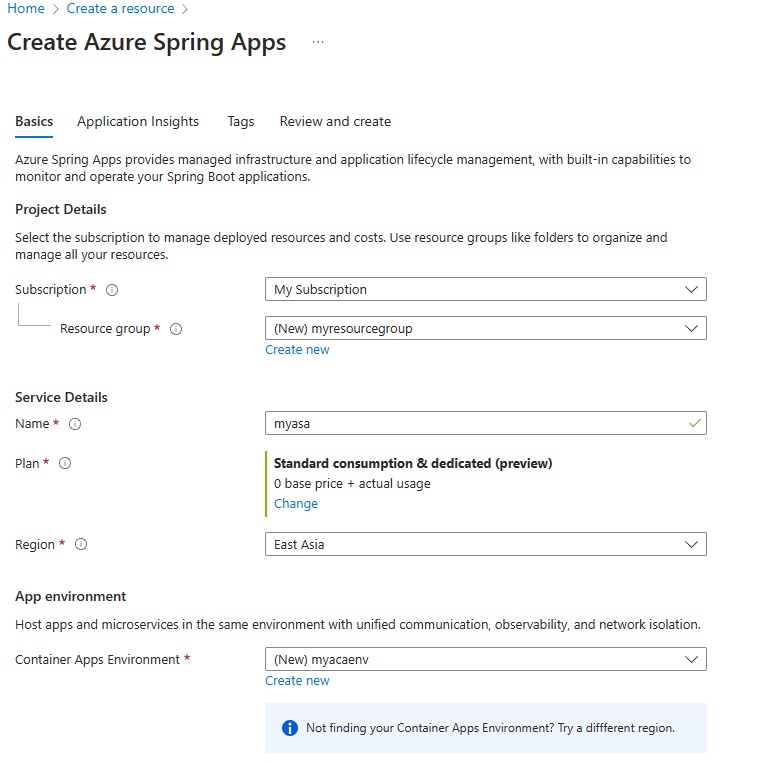 Home > Create a resource >
Create Azure Spring Apps ...
Basics Application Insights Tags Review and create
Azure Spring Apps provides managed infrastructure and application lifecycle management, with built-in capabilities to
monitor and operate your Spring Boot applications.
Project Details
Select the subscription to manage deployed resources and costs. Use resource groups like folders to organize and
manage all your resources.
Subscription * My Subscription
Resource group * (New) myresourcegroup
Create new
Service Details
Name * myasa
Plan * Standard consumption & dedicated (preview)
0 base price + actual usage
Change
Region * East Asia
App environment
Host apps and microservices in the same environment with unified communication, observability, and network isolation.
Container Apps Environment * (New) myacaenv
Create new
Not finding your Container Apps Environment? Try a diffferent region.